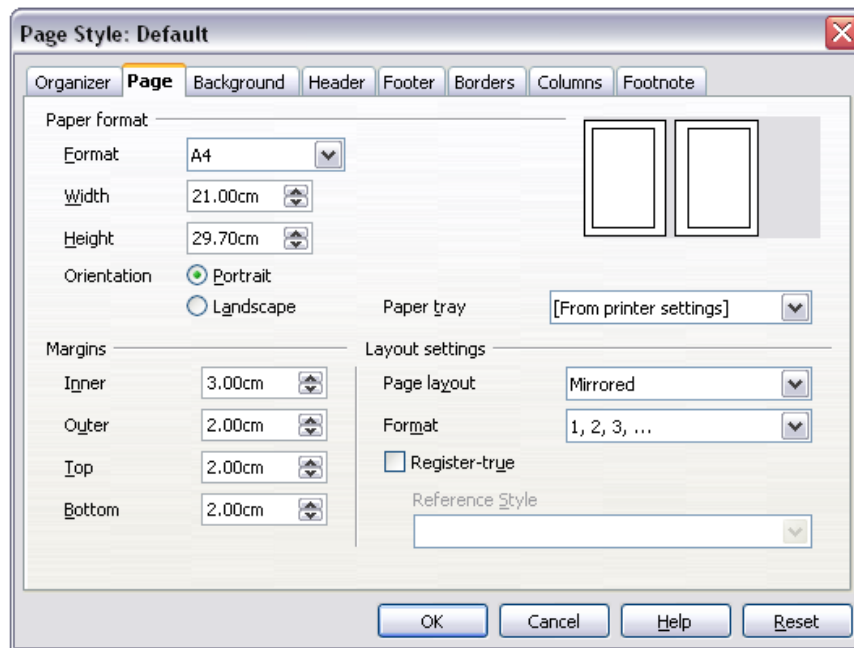 Page Style: Default
Organizer Page Background Header Footer Borders Columns Footnote
Paper format
Format A4
Width 21.00cm
Height 29.70cm
Orientation Portrait
Landscape
Paper tray [From printer settings]
Margins
Inner 3.00cm
Outer 2.00cm
Top 2.00cm
Bottom 2.00cm
Layout settings
Page layout Mirrored
Format 1, 2, 3, ...
Register-true
Reference Style
OK Cancel Help Reset